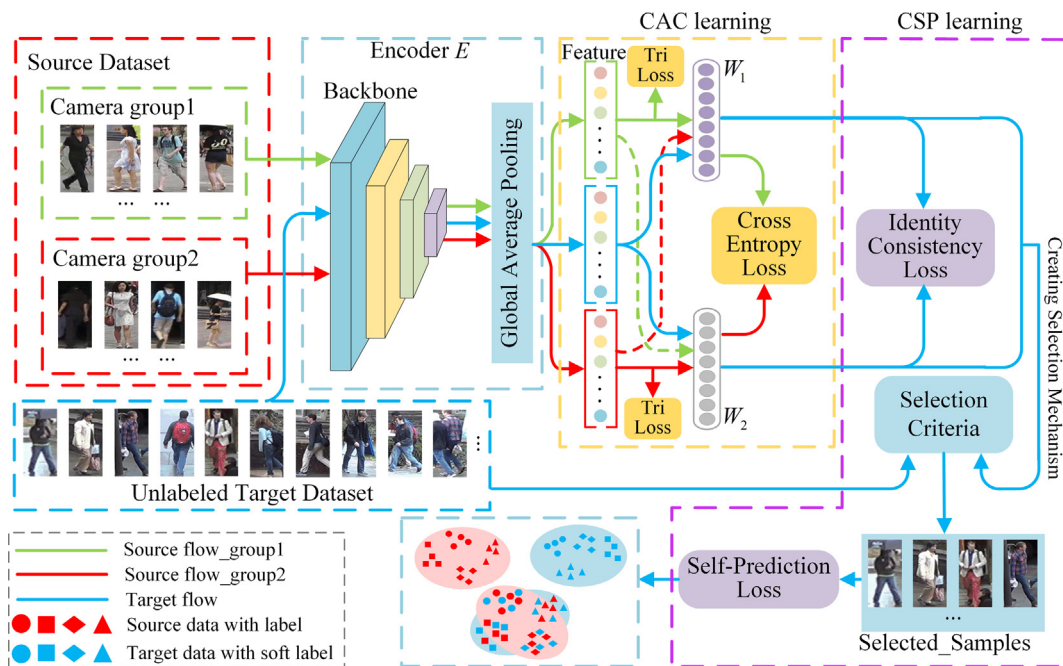 CAC learning
CSP learning
Source Dataset
Camera group1
... ...
Camera group2
... ...
Encoder E
Backbone
Global Average Pooling
Feature
Tri
Loss
W1
Cross
Entropy
Loss
Tri
Loss
W2
Identity
Consistency
Loss
Creating Selection Mechanism
Selection
Criteria
Unlabeled Target Dataset
...
Selected_Samples
Self-Prediction
Loss
Source flow_group1
Source flow_group2
Target flow
Source data with label
Target data with soft label